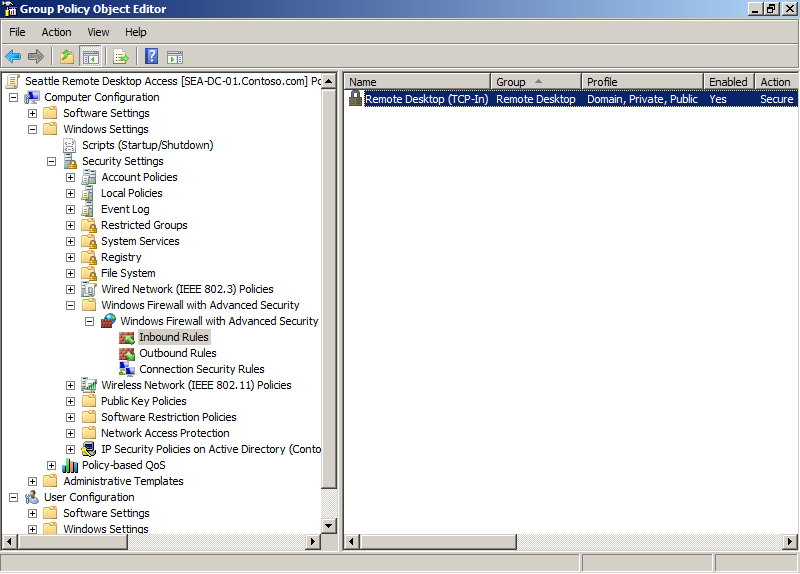 Group Policy Object Editor
File Action View Help
Seattle Remote Desktop Access [SEA-DC-01.Contoso.com] Po
Computer Configuration
Software Settings
Windows Settings
Scripts (Startup/Shutdown)
Security Settings
Account Policies
Local Policies
Event Log
Restricted Groups
System Services
Registry
File System
Wired Network (IEEE 802.3) Policies
Windows Firewall with Advanced Security
Windows Firewall with Advanced Security
Inbound Rules
Outbound Rules
Connection Security Rules
Wireless Network (IEEE 802.11) Policies
Public Key Policies
Software Restriction Policies
Network Access Protection
IP Security Policies on Active Directory (Conto
Policy-based QoS
Administrative Templates
User Configuration
Software Settings
Windows Settings
Name Group Profile Enabled Action
Remote Desktop (TCP-In) Remote Desktop Domain, Private, Public Yes Secure